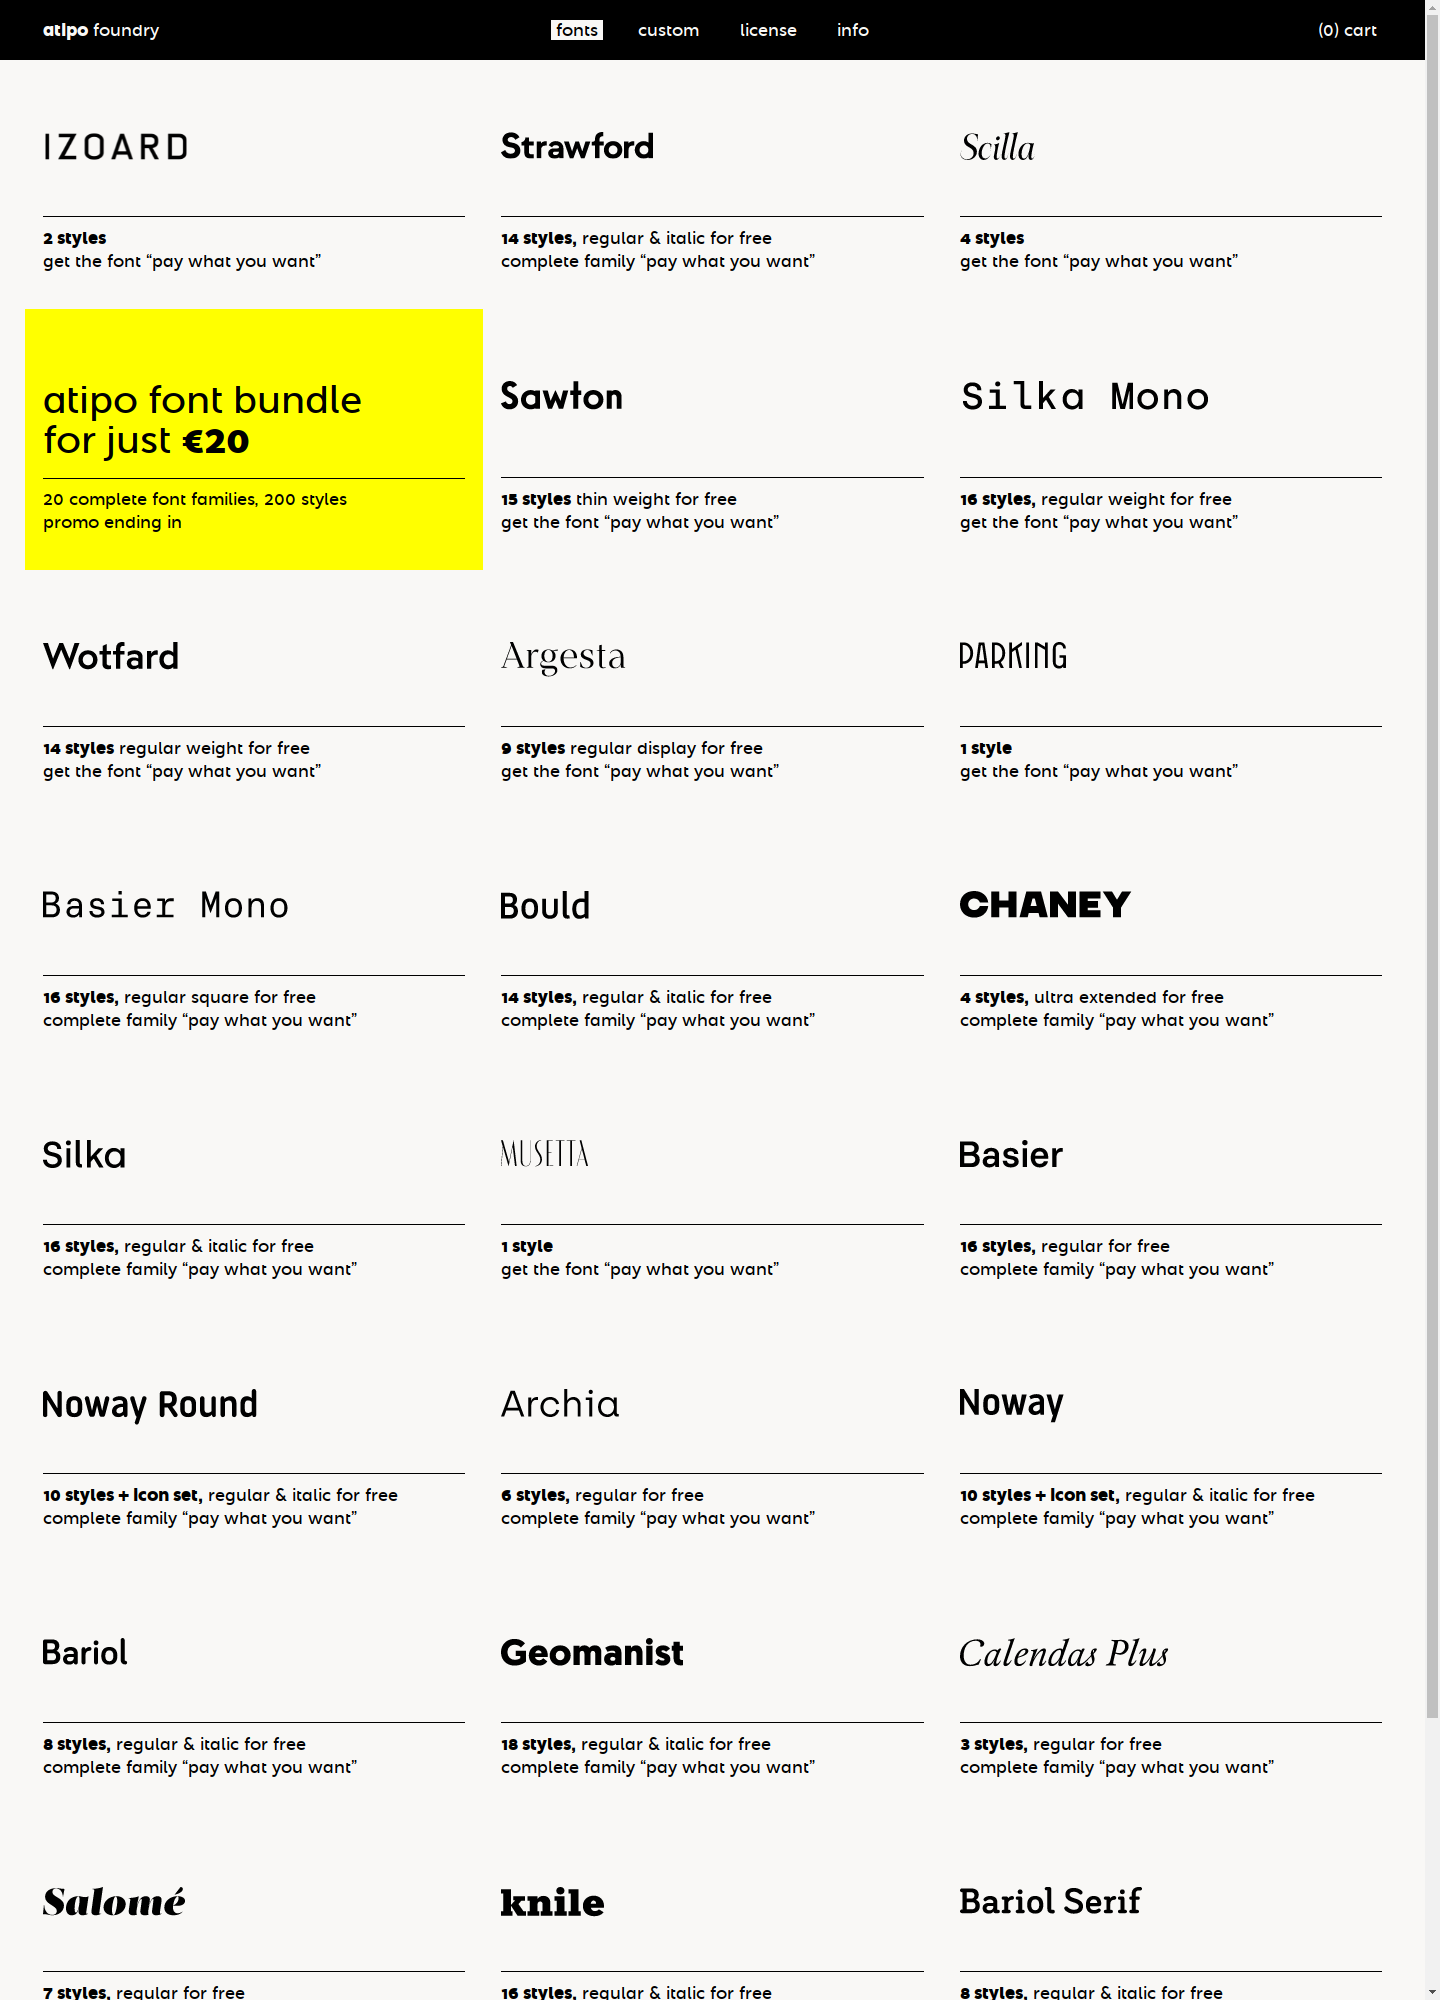 atipo foundry
fonts custom license info
(0) cart
IZOARD
2 styles
get the font “pay what you want”
Strawford
14 styles, regular & italic for free
complete family “pay what you want”
Scilla
4 styles
get the font “pay what you want”
atipo font bundle
for just €20
20 complete font families, 200 styles
promo ending in
Sawton
15 styles thin weight for free
get the font “pay what you want”
Silka Mono
16 styles, regular weight for free
get the font “pay what you want”
Wotfard
14 styles regular weight for free
get the font “pay what you want”
Argesta
9 styles regular display for free
get the font “pay what you want”
PARKING
1 style
get the font “pay what you want”
Basier Mono
16 styles, regular square for free
complete family “pay what you want”
Bould
14 styles, regular & italic for free
complete family “pay what you want”
CHANEY
4 styles, ultra extended for free
complete family “pay what you want”
Silka
16 styles, regular & italic for free
complete family “pay what you want”
MUSETTA
1 style
get the font “pay what you want”
Basier
16 styles, regular for free
complete family “pay what you want”
Noway Round
10 styles + icon set, regular & italic for free
complete family “pay what you want”
Archia
6 styles, regular for free
complete family “pay what you want”
Noway
10 styles + icon set, regular & italic for free
complete family “pay what you want”
Bariol
8 styles, regular & italic for free
complete family “pay what you want”
Geomanist
18 styles, regular & italic for free
complete family “pay what you want”
Calendas Plus
3 styles, regular for free
complete family “pay what you want”
Salomé
7 styles, regular for free
knile
16 styles, regular & italic for free
Bariol Serif
8 styles, regular & italic for free